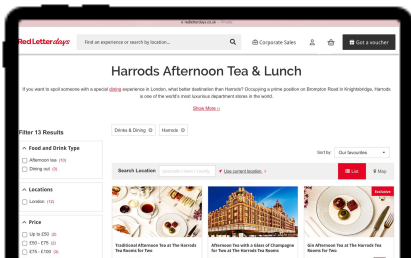 redletterdays.co.uk
Red Letter days
Find an experience or search by location...
Corporate Sales
Got a voucher
Harrods Afternoon Tea & Lunch
If you want to spoil someone with a special dining experience in London, what better destination than Harrods? Occupying a prime position on Brompton Road in Knightsbridge, Harrods
is one of the world's most sumptuous department stores in the world.
Show More
Filter 13 Results
Drinks & Dining
Harrods
Sort by
Our favourites
Food and Drink Type
Afternoon tea (10)
Dining out (3)
Search Location
Use current location
List
Map
Locations
London (13)
Exclusive
Price
Up to £50 (2)
£50 - £75 (2)
£75 - £100 (3)
Traditional Afternoon Tea at The Harrods
Tea Rooms for Two
Afternoon Tea with a Glass of Champagne
for Two at The Harrods Tea Rooms
Gin Afternoon Tea at The Harrods Tea
Rooms for Two